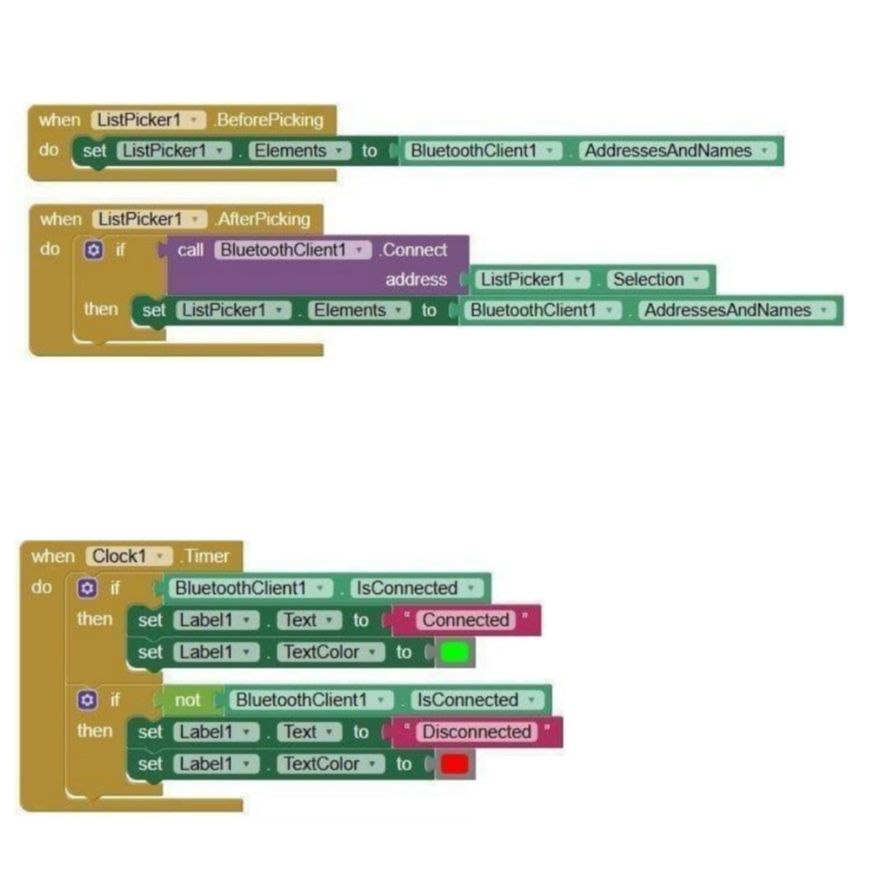 when ListPicker1 .BeforePicking
do set ListPicker1 . Elements to BluetoothClient1 . AddressesAndNames
when ListPicker1 .AfterPicking
do if call BluetoothClient1 .Connect
address ListPicker1 . Selection
then set ListPicker1 . Elements to BluetoothClient1 . AddressesAndNames
when Clock1 .Timer
do if BluetoothClient1 . IsConnected
then set Label1 . Text to " Connected "
set Label1 . TextColor to
if not BluetoothClient1 . IsConnected
then set Label1 . Text to " Disconnected "
set Label1 . TextColor to